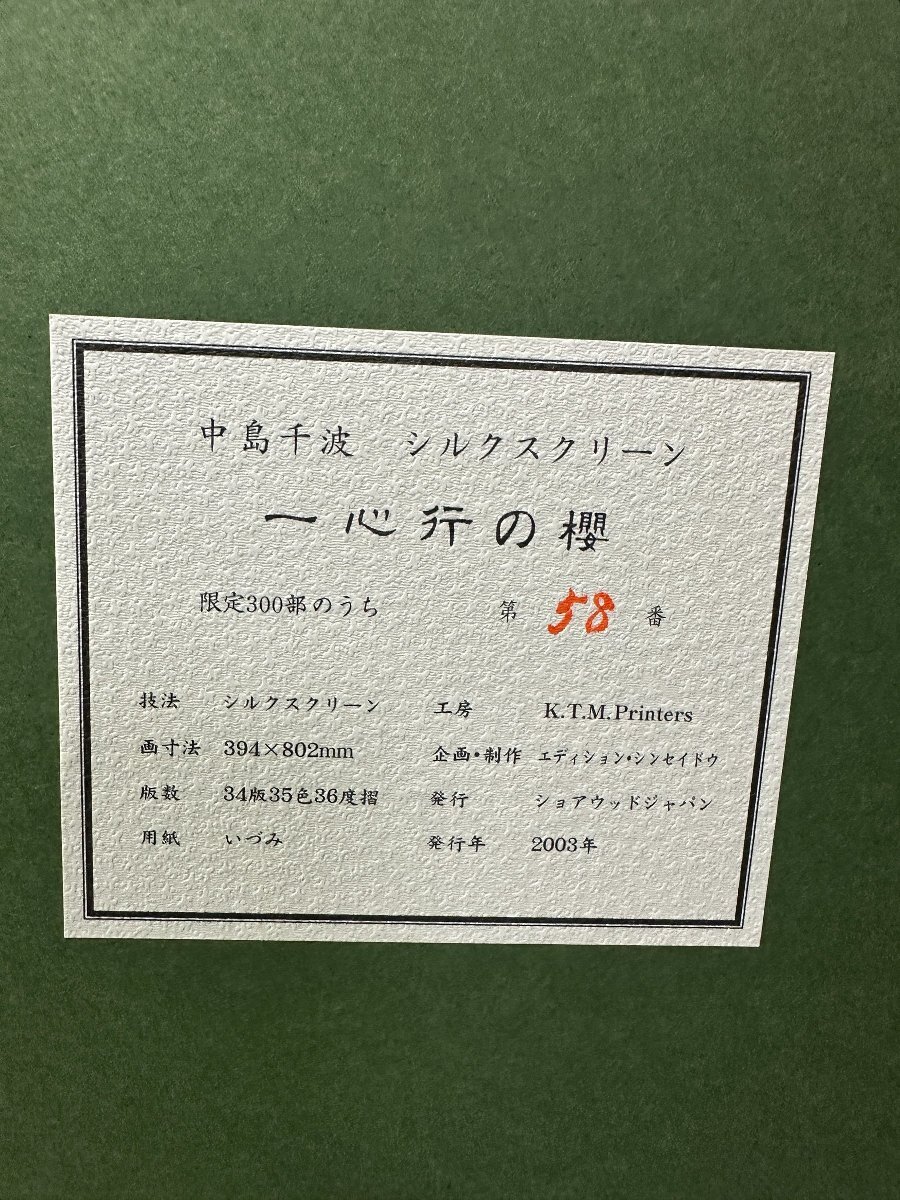 中島千波 シルクスクリーン
一心行の櫻
限定300部のうち 第 58 番
技法 シルクスクリーン 工房 K.T.M.Printers
画寸法 394×802mm 企画・制作 エディション・シンセイドウ
版数 34版35色36度摺 発行 ショアウッドジャパン
用紙 いづみ 発行年 2003年